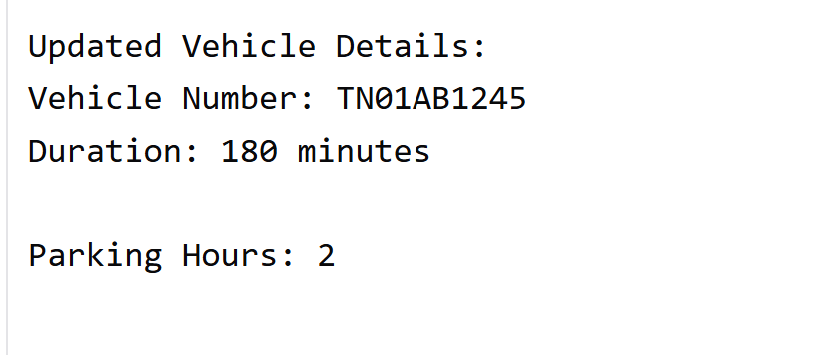 Updated Vehicle Details:
Vehicle Number: TN01AB1245
Duration: 180 minutes
Parking Hours: 2